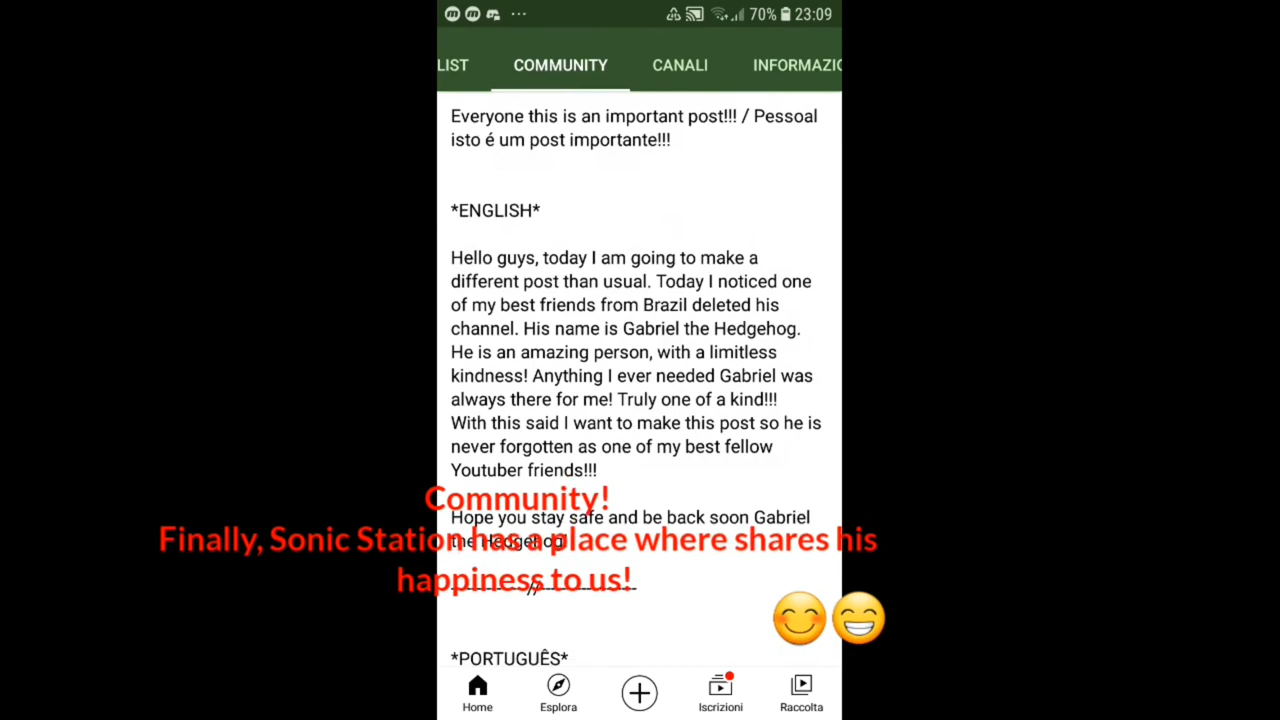 70% 23:09
LIST COMMUNITY CANALI INFORMAZIO
Everyone this is an important post!!! / Pessoal
isto é um post importante!!!
*ENGLISH*
Hello guys, today I am going to make a
different post than usual. Today I noticed one
of my best friends from Brazil deleted his
channel. His name is Gabriel the Hedgehog.
He is an amazing person, with a limitless
kindness! Anything I ever needed Gabriel was
always there for me! Truly one of a kind!!!
With this said I want to make this post so he is
never forgotten as one of my best fellow
Youtuber friends!!!
Community!
Hope you stay safe and be back soon Gabriel
the Hedgehog!
Finally, Sonic Station has a place where shares his
happiness to us!
----------------//------------------
*PORTUGUÊS*
Home Esplora Iscrizioni Raccolta